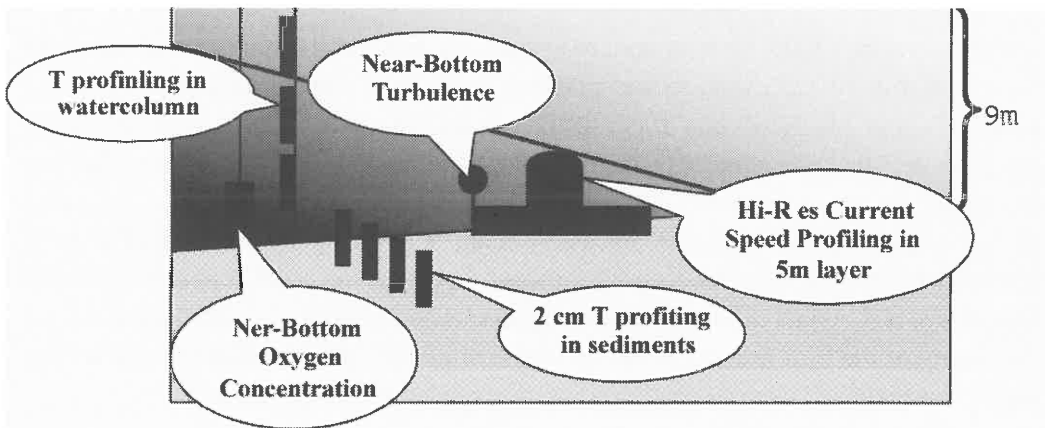 T profinling in
watercolumn
Near-Bottom
Turbulence
9m
Hi-R es Current
Speed Profiling in
5m layer
2 cm T profiting
in sediments
Ner-Bottom
Oxygen
Concentration